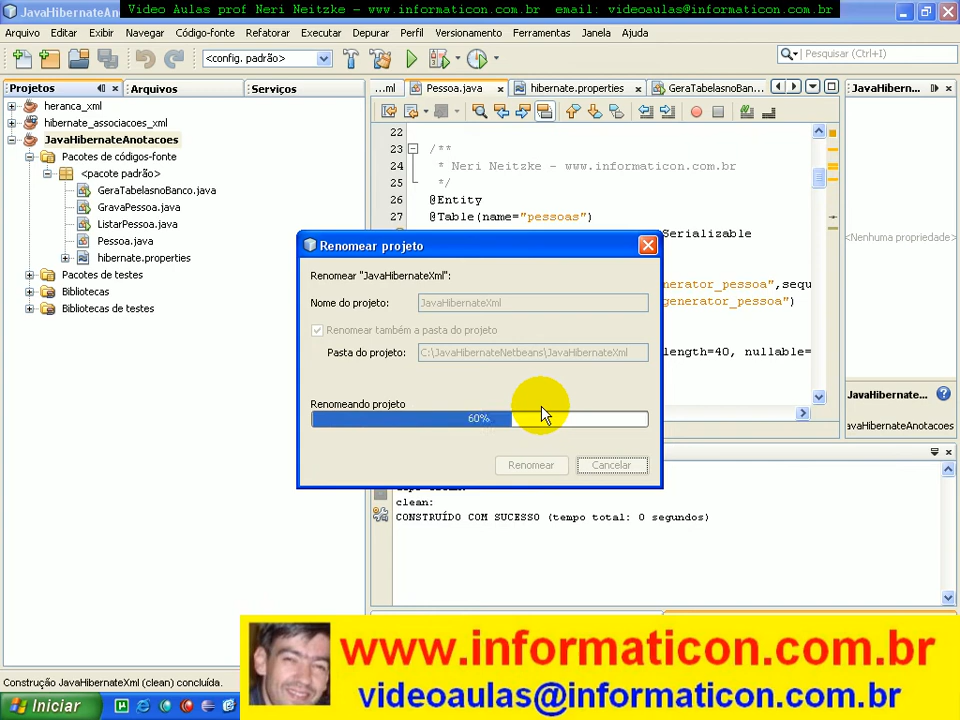 JavaHibernateAno
Video Aulas prof Neri Neitzke - www.informaticon.com.br  email: videoaulas@informaticon.com.br
Arquivo Editar Exibir Navegar Código-fonte Refatorar Executar Depurar Perfil Versionamento Ferramentas Janela Ajuda
<config. padrão>
Pesquisar (Ctrl+I)
Projetos
Arquivos
Serviços
...ml
Pessoa.java
hibernate.properties
GeraTabelasnoBan...
JavaHibern...
heranca_xml
hibernate_associacoes_xml
JavaHibernateAnotacoes
Pacotes de códigos-fonte
<pacote padrão>
GeraTabelasnoBanco.java
GravaPessoa.java
ListarPessoa.java
Pessoa.java
hibernate.properties
Pacotes de testes
Bibliotecas
Bibliotecas de testes
22
23 /**
24 * Neri Neitzke - www.informaticon.com.br
25 */
26 @Entity
27 @Table(name="pessoas")
Serializable
nerator_pessoa",sequ
generator_pessoa")
length=40, nullable=
<Nenhuma propriedade>
JavaHibernate...
avaHibernateAnotacoes
Renomear projeto
Renomear "JavaHibernateXml":
Nome do projeto: JavaHibernateXml
Renomear também a pasta do projeto
Pasta do projeto: C:\JavaHibernateNetbeans\JavaHibernateXml
Renomeando projeto
60%
Renomear
Cancelar
clean:
CONSTRUÍDO COM SUCESSO (tempo total: 0 segundos)
Construção JavaHibernateXml (clean) concluída.
Iniciar
www.informaticon.com.br
videoaulas@informaticon.com.br